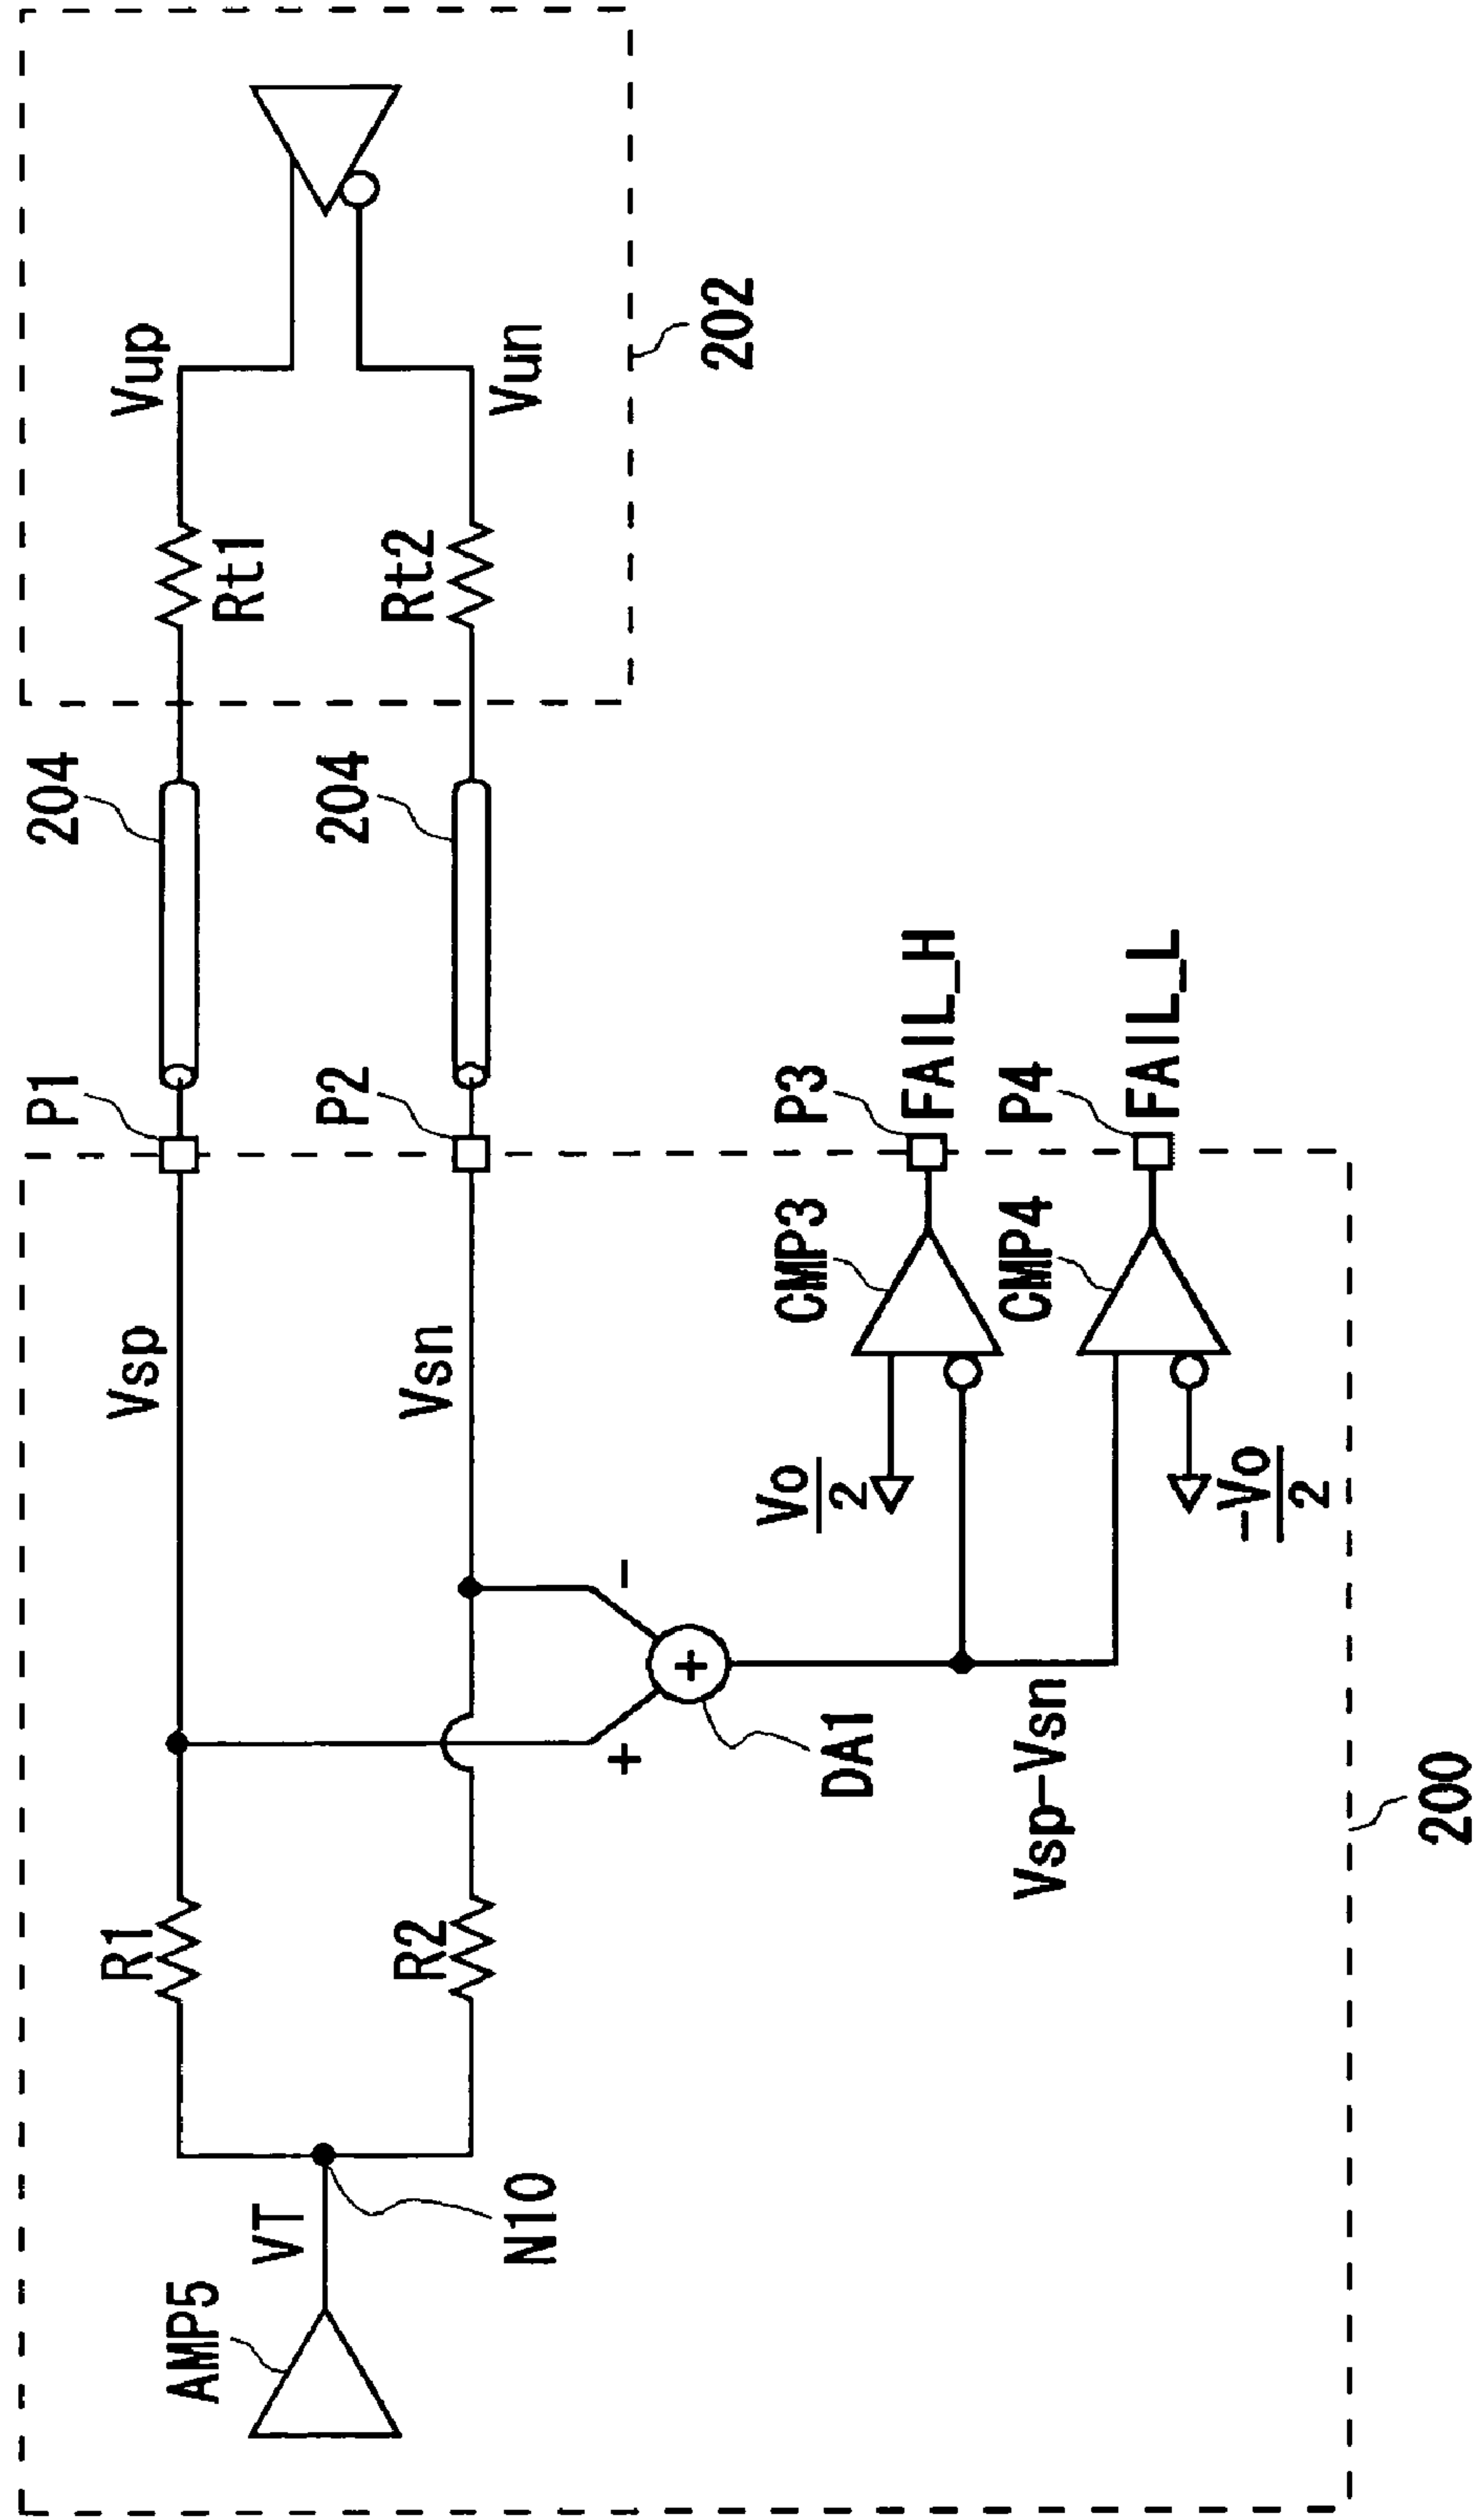 AMP5
VT
N10
R1
R2
Vsp
Vsn
P1
P2
204
204
Rt1
Rt2
Vup
Vun
202
+
-
+
DA1
Vsp-Vsn
Vo
2
-Vo
2
CMP3
CMP4
P3
P4
FAIL_H
FAIL_L
200